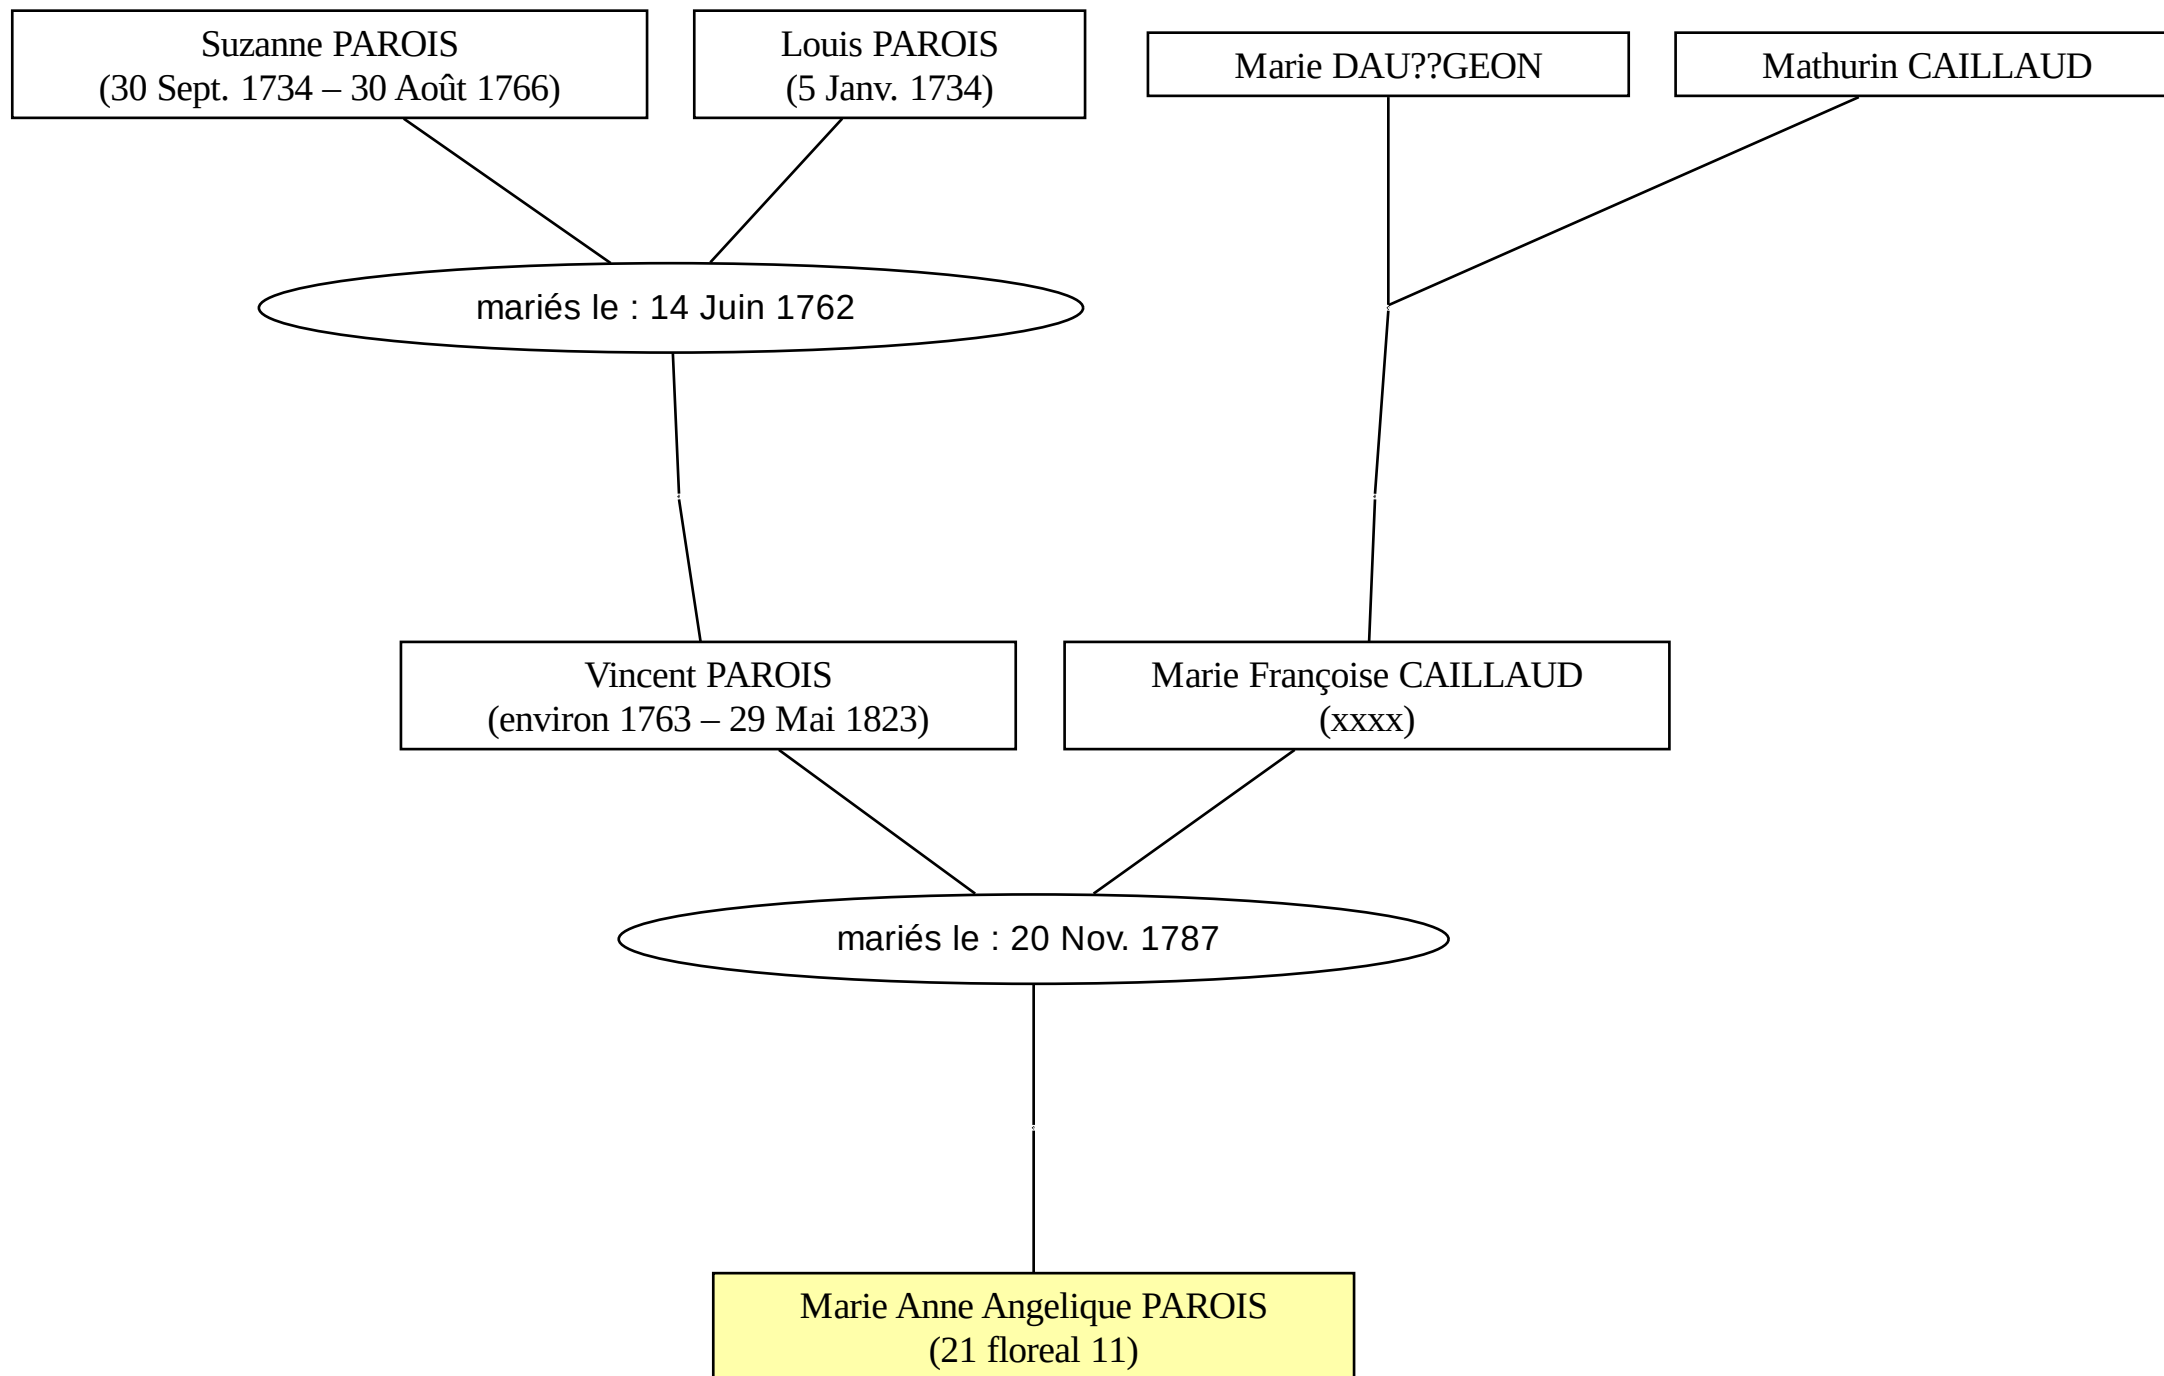 Suzanne PAROIS
(30 Sept. 1734 – 30 Août 1766)
Louis PAROIS
(5 Janv. 1734)
Marie DAU??GEON
Mathurin CAILLAUD
mariés le : 14 Juin 1762
Vincent PAROIS
(environ 1763 – 29 Mai 1823)
Marie Françoise CAILLAUD
(xxxx)
mariés le : 20 Nov. 1787
Marie Anne Angelique PAROIS
(21 floreal 11)